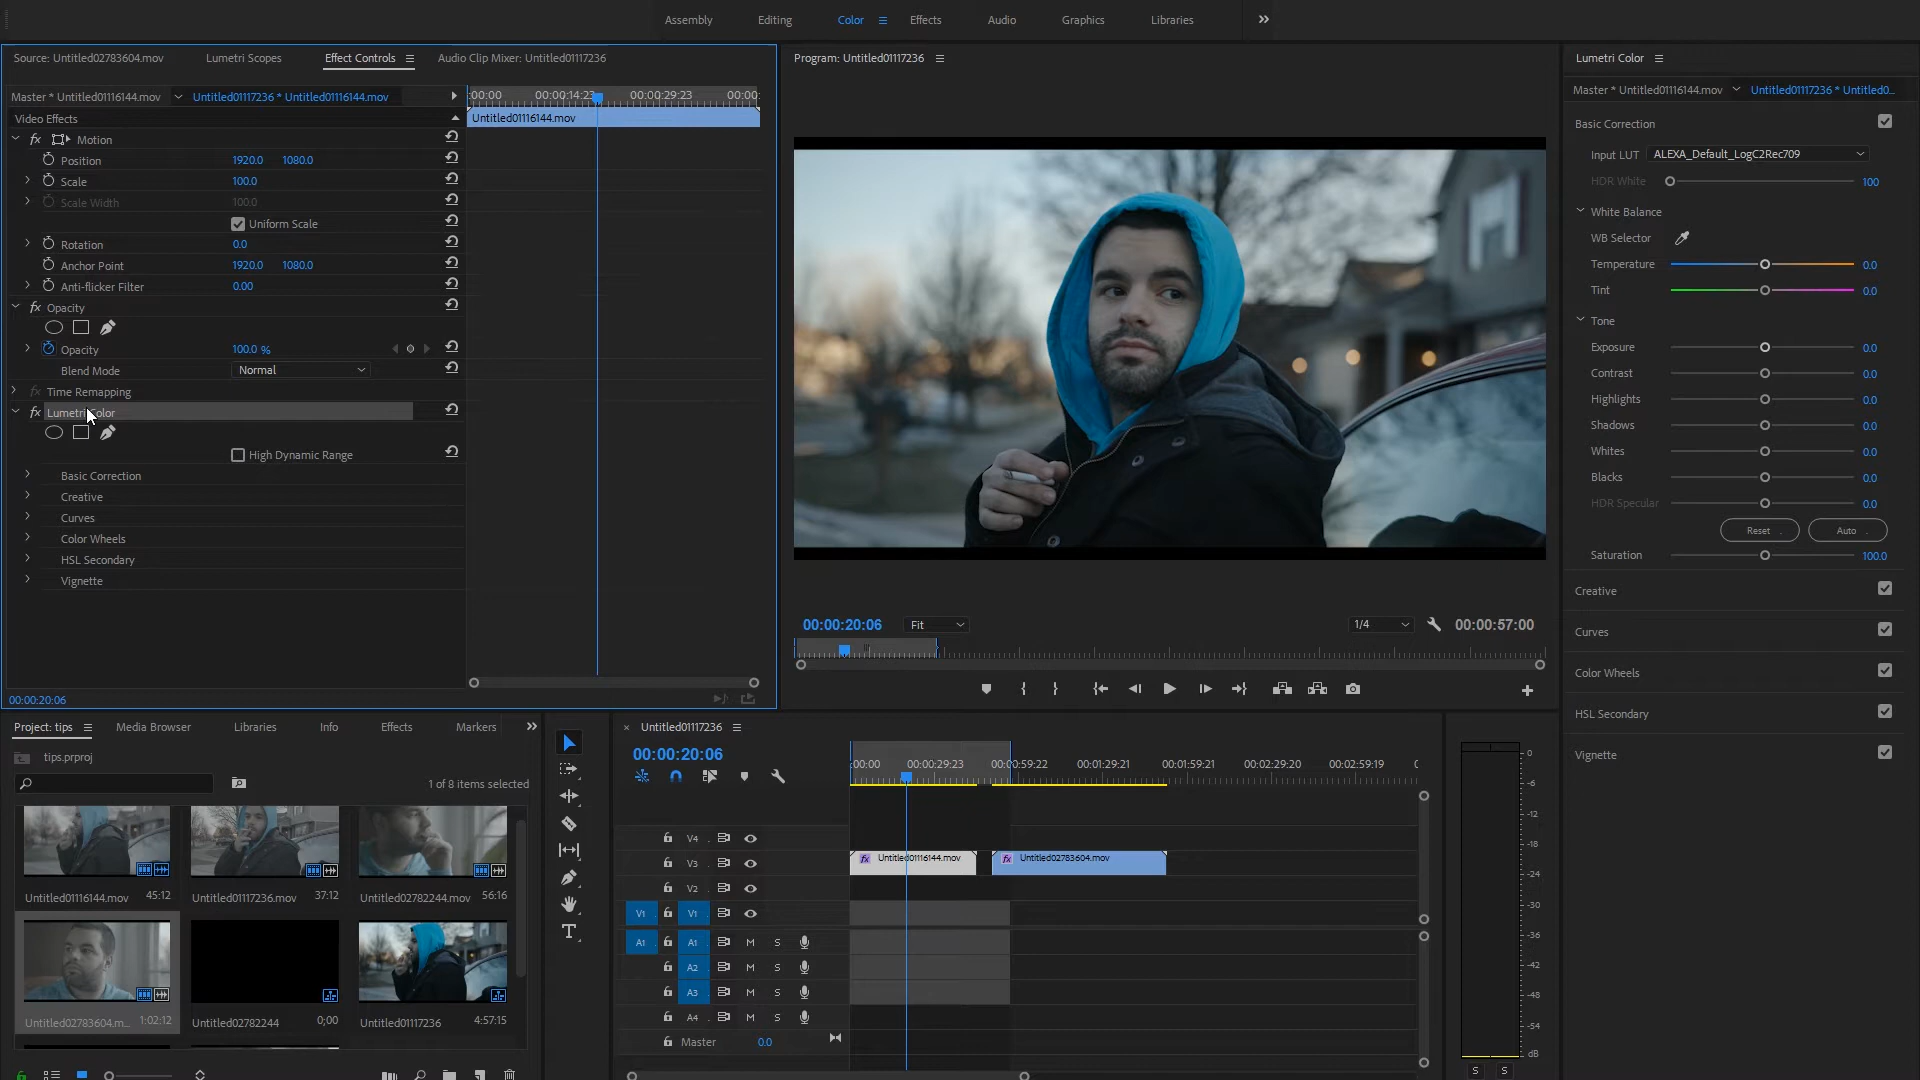 Assembly Editing Color Effects Audio Graphics Libraries
Source: Untitled02783604.mov Lumetri Scopes Effect Controls Audio Clip Mixer: Untitled01117236
Master * Untitled01116144.mov Untitled01117236 * Untitled01116144.mov
:00:00 00:00:14:23 00:00:29:23 00:00:
Video Effects
Untitled01116144.mov
fx Motion
Position 1920.0 1080.0
Scale 100.0
Scale Width 100.0
Uniform Scale
Rotation 0.0
Anchor Point 1920.0 1080.0
Anti-flicker Filter 0.00
fx Opacity
Opacity 100.0 %
Blend Mode Normal
fx Time Remapping
fx Lumetri Color
High Dynamic Range
Basic Correction
Creative
Curves
Color Wheels
HSL Secondary
Vignette
00:00:20:06
Program: Untitled01117236
00:00:20:06 Fit 1/4 00:00:57:00
Lumetri Color
Master * Untitled01116144.mov Untitled01117236 * Untitled0...
Basic Correction
Input LUT ALEXA_Default_LogC2Rec709
HDR White 100
White Balance
WB Selector
Temperature 0.0
Tint 0.0
Tone
Exposure 0.0
Contrast 0.0
Highlights 0.0
Shadows 0.0
Whites 0.0
Blacks 0.0
HDR Specular 0.0
Reset Auto
Saturation 100.0
Creative
Curves
Color Wheels
HSL Secondary
Vignette
Project: tips Media Browser Libraries Info Effects Markers
tips.prproj
1 of 8 items selected
Untitled01116144.mov 45:12
Untitled01117236.mov 37:12
Untitled02782244.mov 56:16
Untitled02783604.m... 1:02:12
Untitled02782244 0;00
Untitled01117236 4:57:15
T
Untitled01117236
00:00:20:06
:00:00 00:00:29:23 00:00:59:22 00:01:29:21 00:01:59:21 00:02:29:20 00:02:59:19
V4
V3 fx Untitled01116144.mov fx Untitled02783604.mov
V2
V1 V1
A1 A1 M S
A2 M S
A3 M S
A4 M S
Master 0.0
0
-6
-12
-18
-24
-30
-36
-42
-48
-54
dB
S S